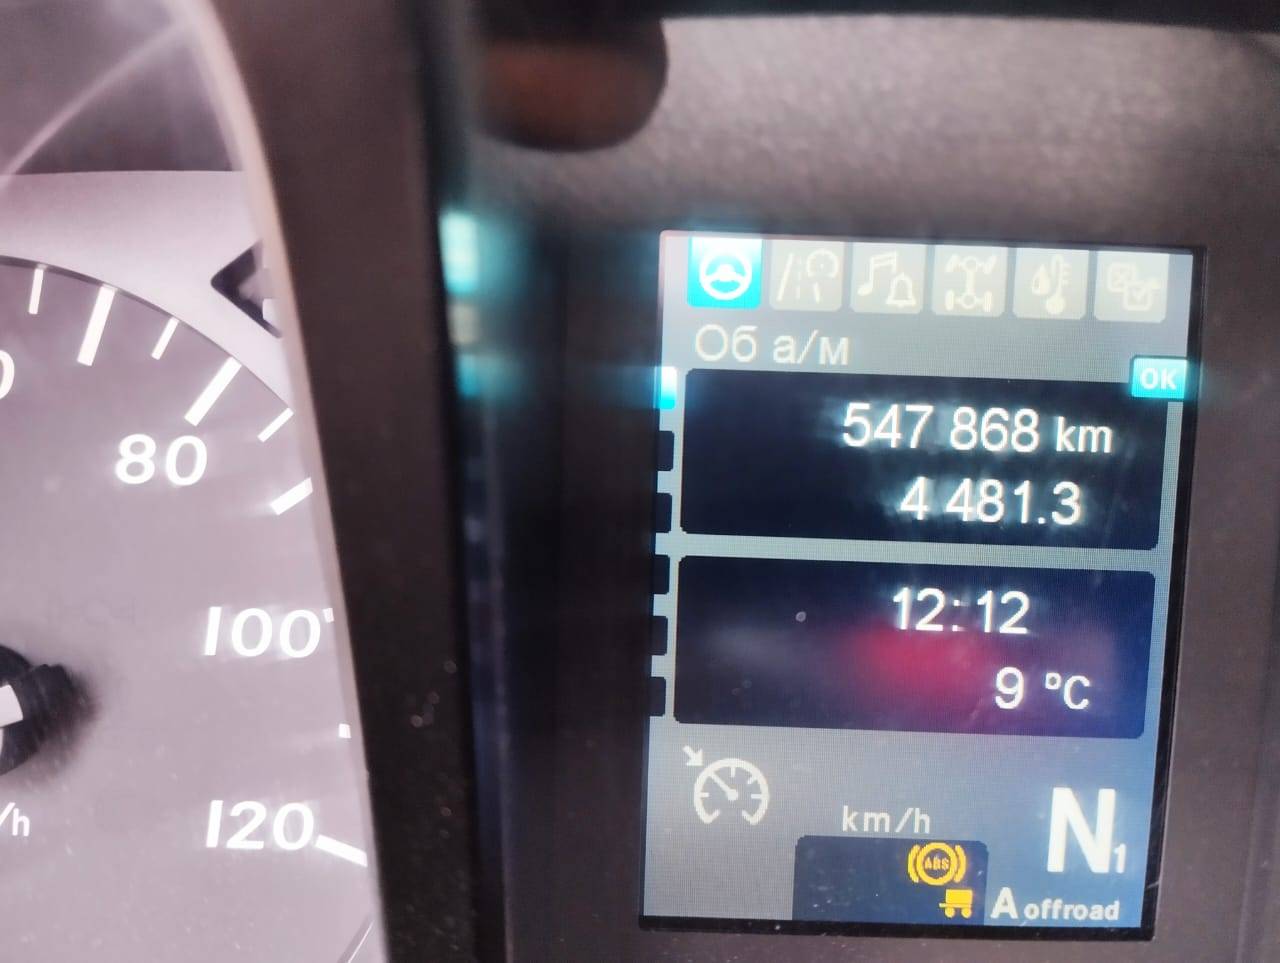 80
100
120
/h
Об а/м
OK
547 868 km
4 481.3
12:12
9 °C
km/h
N1
ABS
A offroad